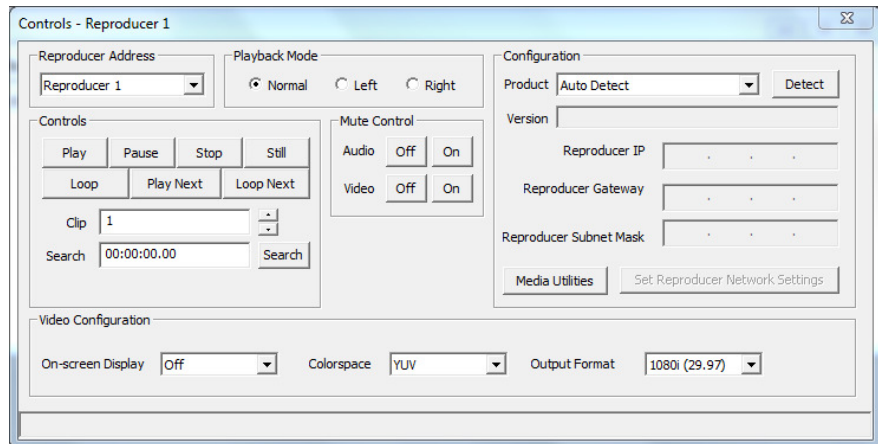 Controls - Reproducer 1
Reproducer Address
Reproducer 1
Playback Mode
Normal Left Right
Controls
Play Pause Stop Still
Loop Play Next Loop Next
Clip 1
Search 00:00:00.00 Search
Mute Control
Audio Off On
Video Off On
Configuration
Product Auto Detect Detect
Version
Reproducer IP . . .
Reproducer Gateway . . .
Reproducer Subnet Mask . . .
Media Utilities Set Reproducer Network Settings
Video Configuration
On-screen Display Off Colorspace YUV Output Format 1080i (29.97)